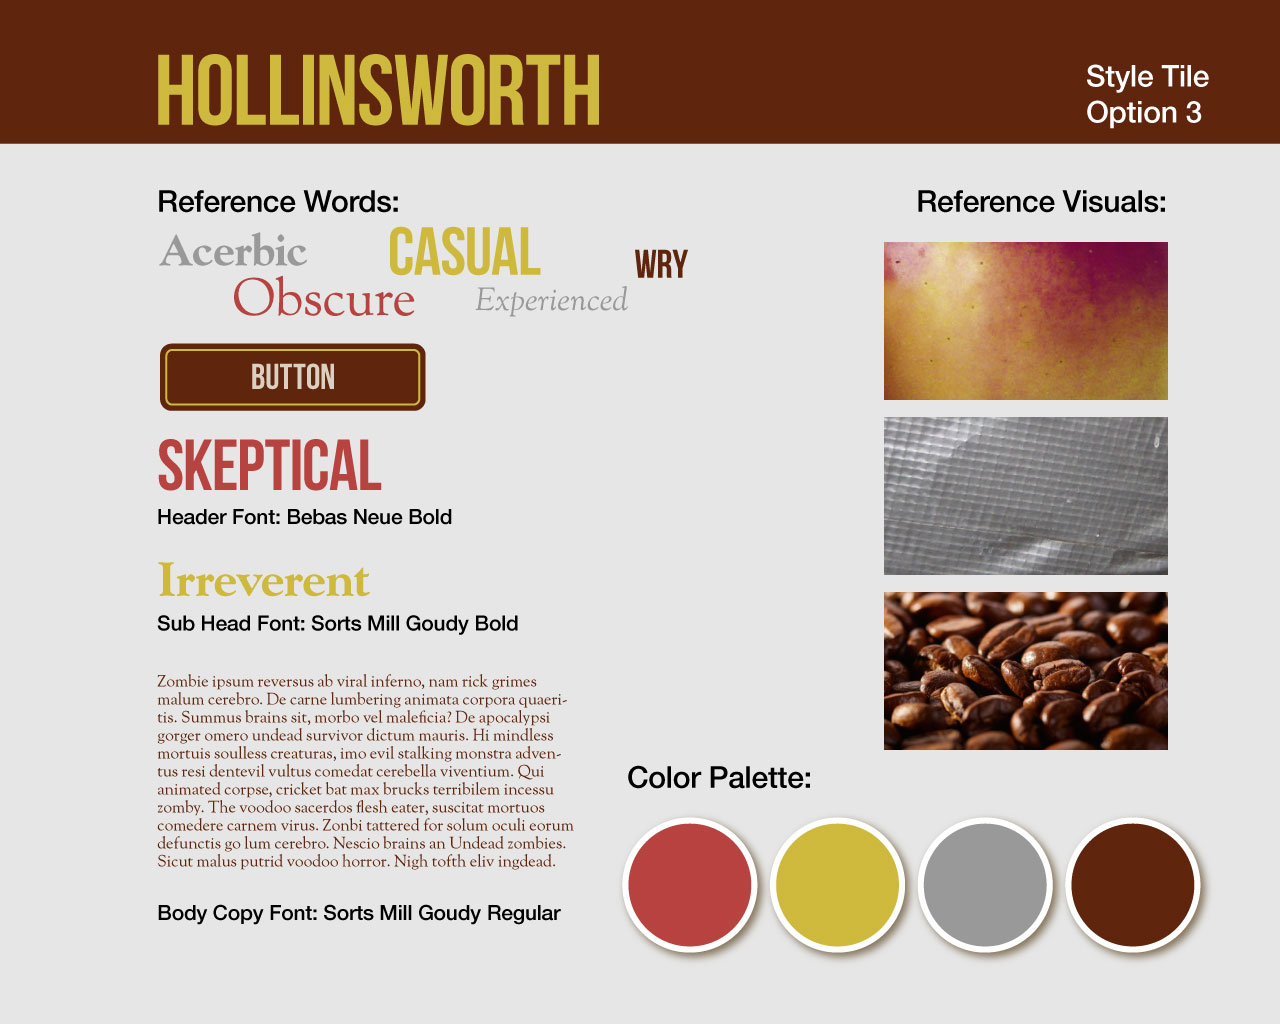 HOLLINSWORTH
Style Tile
Option 3
Reference Words:
Acerbic
CASUAL
WRY
Obscure
Experienced
BUTTON
SKEPTICAL
Header Font: Bebas Neue Bold
Irreverent
Sub Head Font: Sorts Mill Goudy Bold
Zombie ipsum reversus ab viral inferno, nam rick grimes
malum cerebro. De carne lumbering animata corpora quaeri-
tis. Summus brains sit, morbo vel maleficia? De apocalypsi
gorger omero undead survivor dictum mauris. Hi mindless
mortuis soulless creaturas, imo evil stalking monstra adven-
tus resi dentevil vultus comedat cerebella viventium. Qui
animated corpse, cricket bat max brucks terribilem incessu
zomby. The voodoo sacerdos flesh eater, suscitat mortuos
comedere carnem virus. Zonbi tattered for solum oculi eorum
defunctis go lum cerebro. Nescio brains an Undead zombies.
Sicut malus putrid voodoo horror. Nigh tofth eliv ingdead.
Body Copy Font: Sorts Mill Goudy Regular
Reference Visuals:
Color Palette: